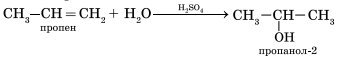 CH₃—CH=CH₂ + H₂O —H₂SO₄→ CH₃—CH—CH₃
OH
пропен
пропанол-2